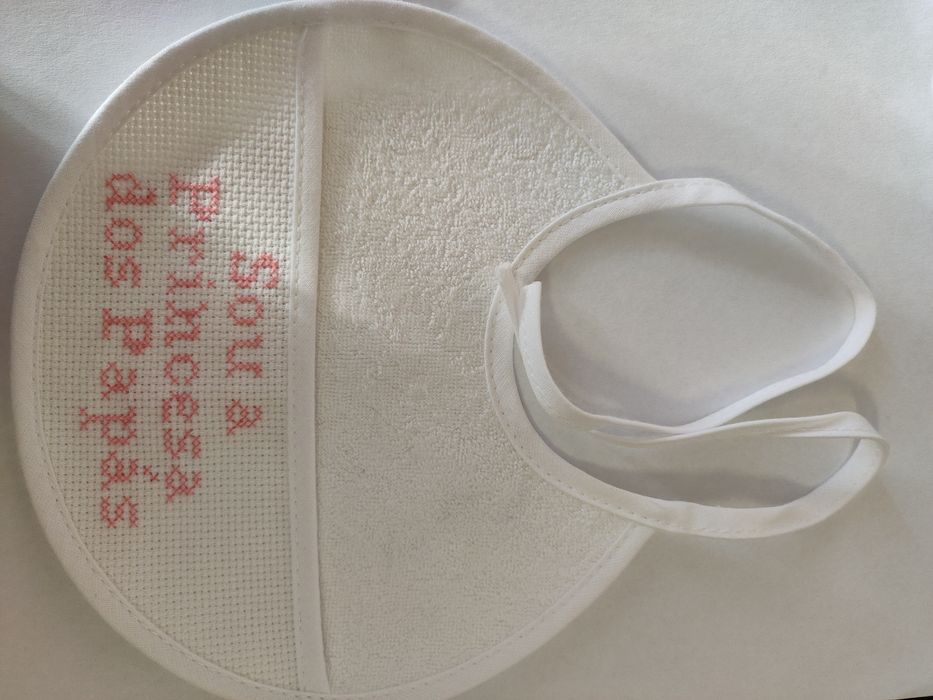 Sou a
Princesa
dos Papás